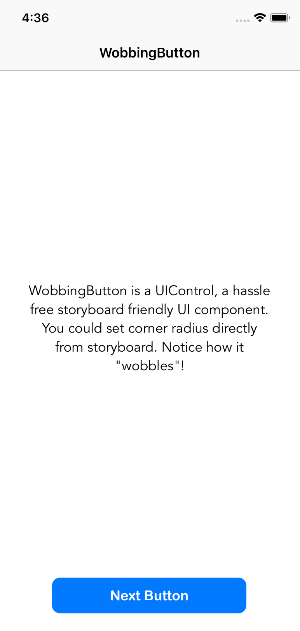 4:36
WobbingButton
WobbingButton is a UIControl, a hassle
free storyboard friendly UI component.
You could set corner radius directly
from storyboard. Notice how it
"wobbles"!
Next Button